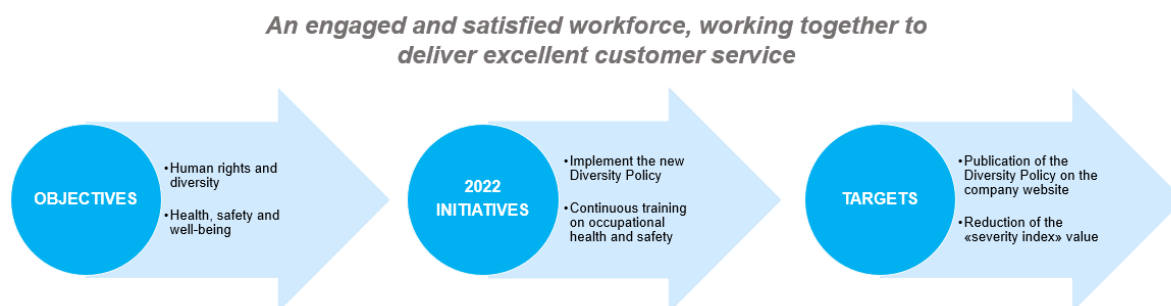 An engaged and satisfied workforce, working together to
deliver excellent customer service
OBJECTIVES
•Human rights and
diversity
•Health, safety and
well-being
2022
INITIATIVES
•Implement the new
Diversity Policy
•Continuous training
on occupational
health and safety
TARGETS
•Publication of the
Diversity Policy on the
company website
•Reduction of the
«severity index» value